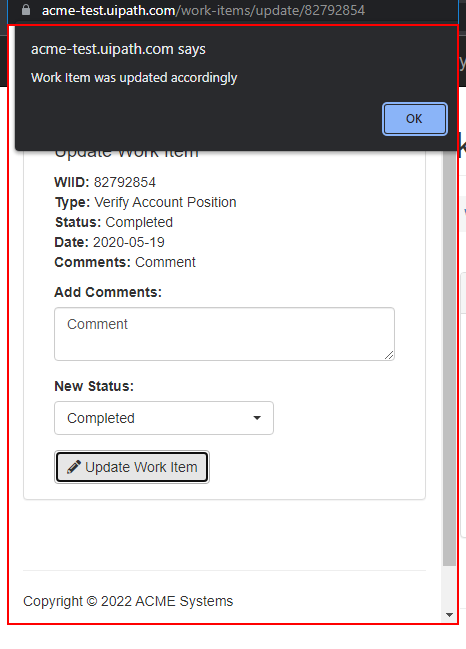 acme-test.uipath.com/work-items/update/82792854
acme-test.uipath.com says
Work Item was updated accordingly
OK
Update Work Item
WIID: 82792854
Type: Verify Account Position
Status: Completed
Date: 2020-05-19
Comments: Comment
Add Comments:
Comment
New Status:
Completed
Update Work Item
Copyright © 2022 ACME Systems